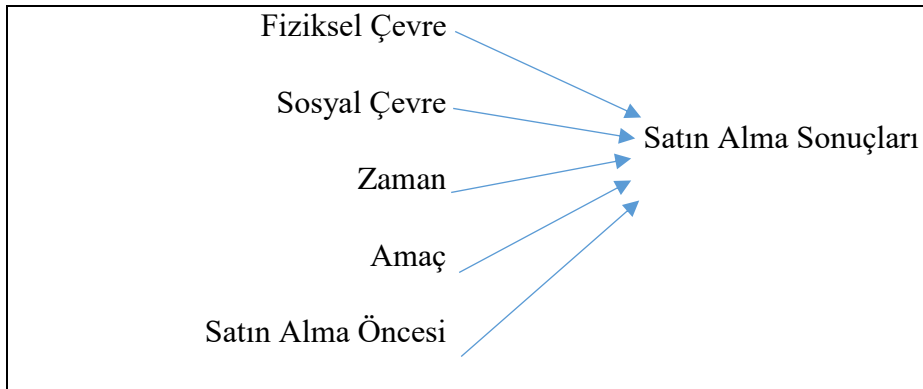 Fiziksel Çevre
Sosyal Çevre
Satın Alma Sonuçları
Zaman
Amaç
Satın Alma Öncesi